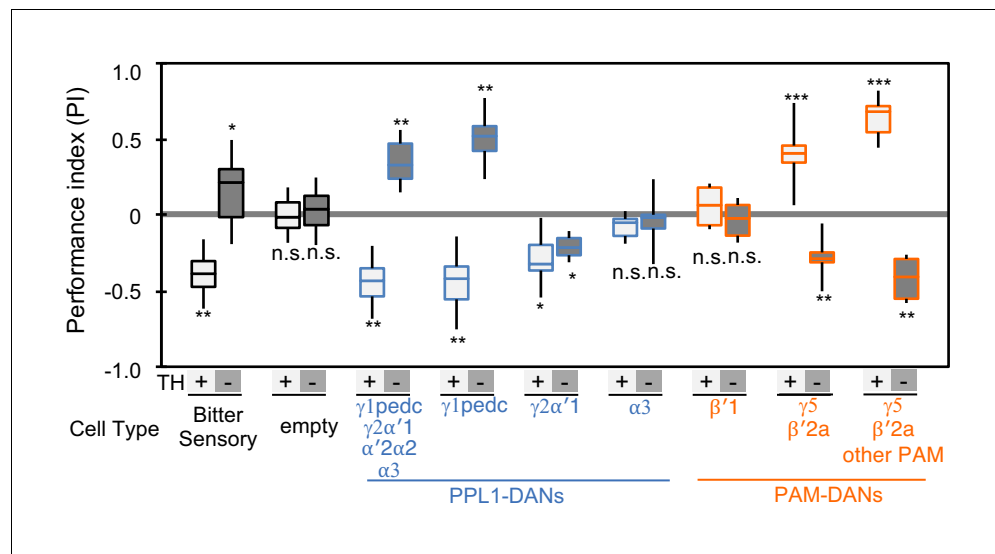 1.0
0.5
0
-0.5
-1.0
Performance index (PI)
*
**
**
***
***
**
n.s. n.s.
**
**
*
*
n.s. n.s.
n.s. n.s.
**
**
TH + - + - + - + - + - + - + - + - + -
Cell Type
Bitter
Sensory
empty
γ1pedc
γ2α′1
α′2α2
α3
γ1pedc
γ2α′1
α3
β′1
γ5
β′2a
γ5
β′2a
other PAM
PPL1-DANs
PAM-DANs